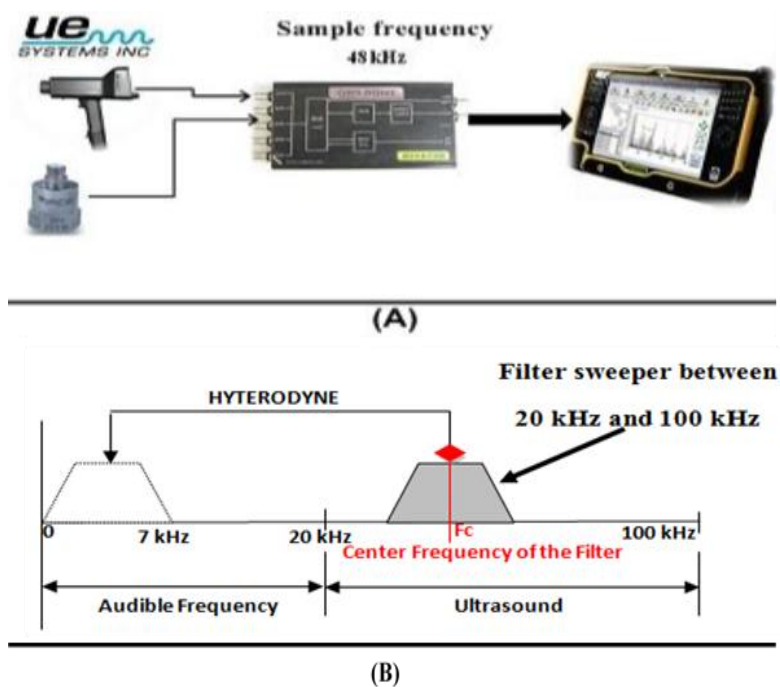 ue
SYSTEMS INC
Sample frequency
48 kHz
(A)
Filter sweeper between
20 kHz and 100 kHz
HYTERODYNE
0
7 kHz
20 kHz
Fc
100 kHz
Center Frequency of the Filter
Audible Frequency
Ultrasound
(B)